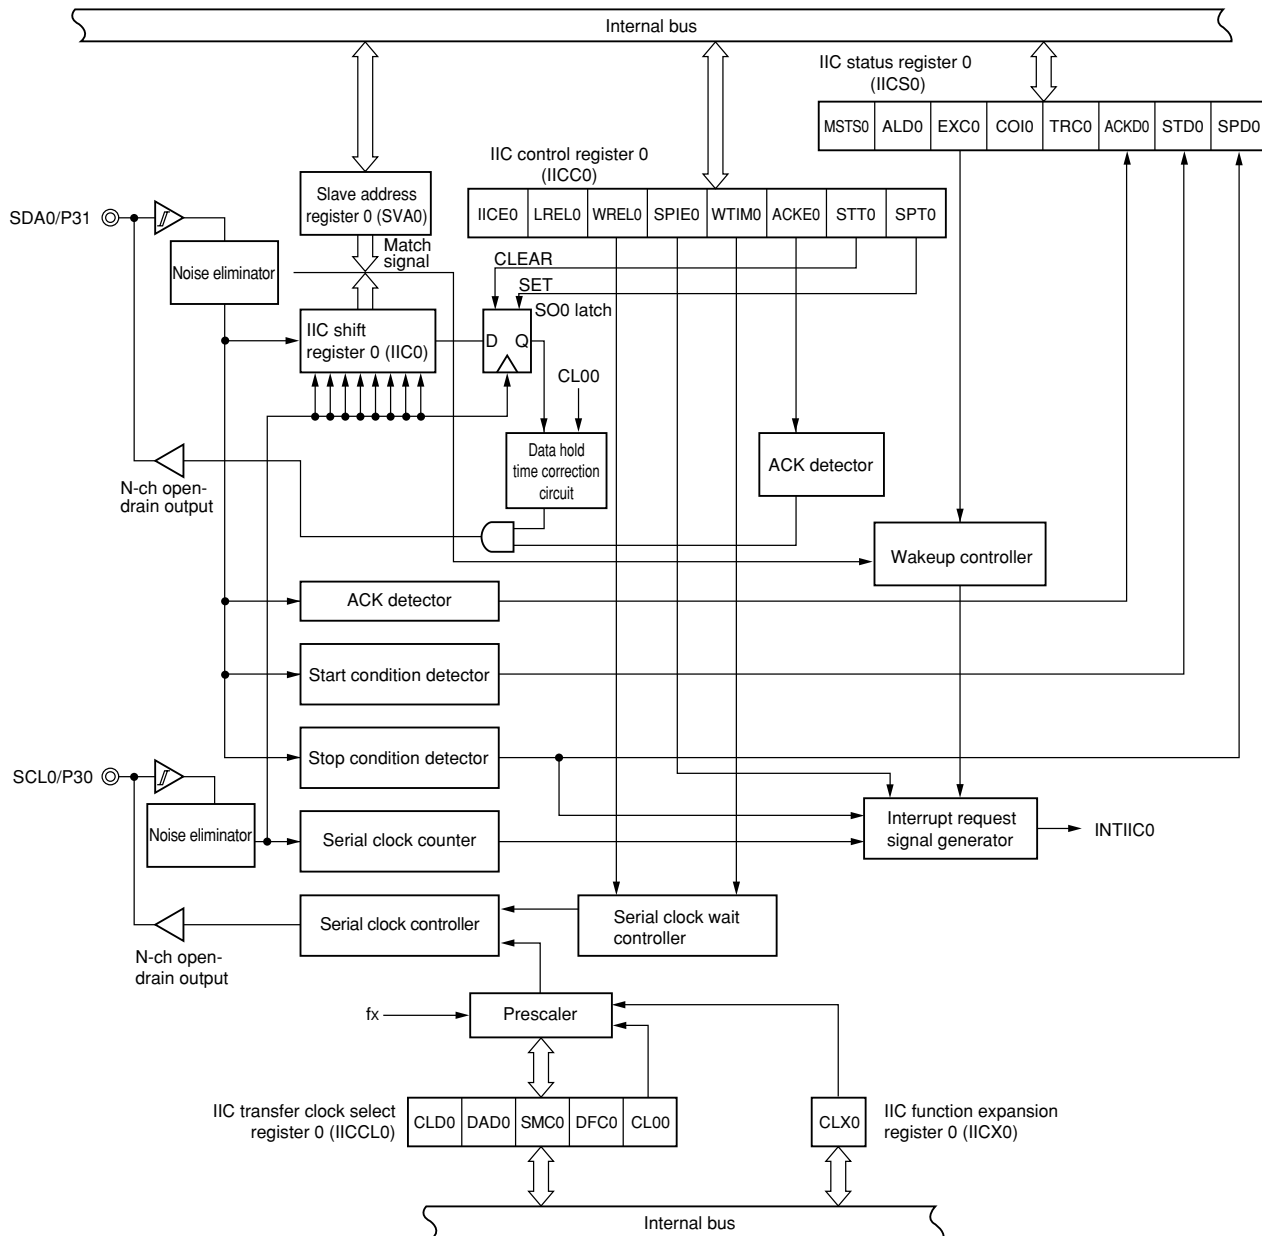 Internal bus
IIC status register 0
(IICS0)
MSTS0 ALD0 EXC0 COI0 TRC0 ACKD0 STD0 SPD0
IIC control register 0
(IICC0)
IICE0 LREL0 WREL0 SPIE0 WTIM0 ACKE0 STT0 SPT0
Slave address
register 0 (SVA0)
SDA0/P31
Match
signal
Noise eliminator
CLEAR
SET
SO0 latch
D Q
IIC shift
register 0 (IIC0)
CL00
Data hold
time correction
circuit
ACK detector
N-ch open-
drain output
Wakeup controller
ACK detector
Start condition detector
Stop condition detector
SCL0/P30
Noise eliminator
Serial clock counter
Interrupt request
signal generator
INTIIC0
Serial clock controller
Serial clock wait
controller
N-ch open-
drain output
fx
Prescaler
IIC transfer clock select
register 0 (IICCL0)
CLD0 DAD0 SMC0 DFC0 CL00
CLX0
IIC function expansion
register 0 (IICX0)
Internal bus